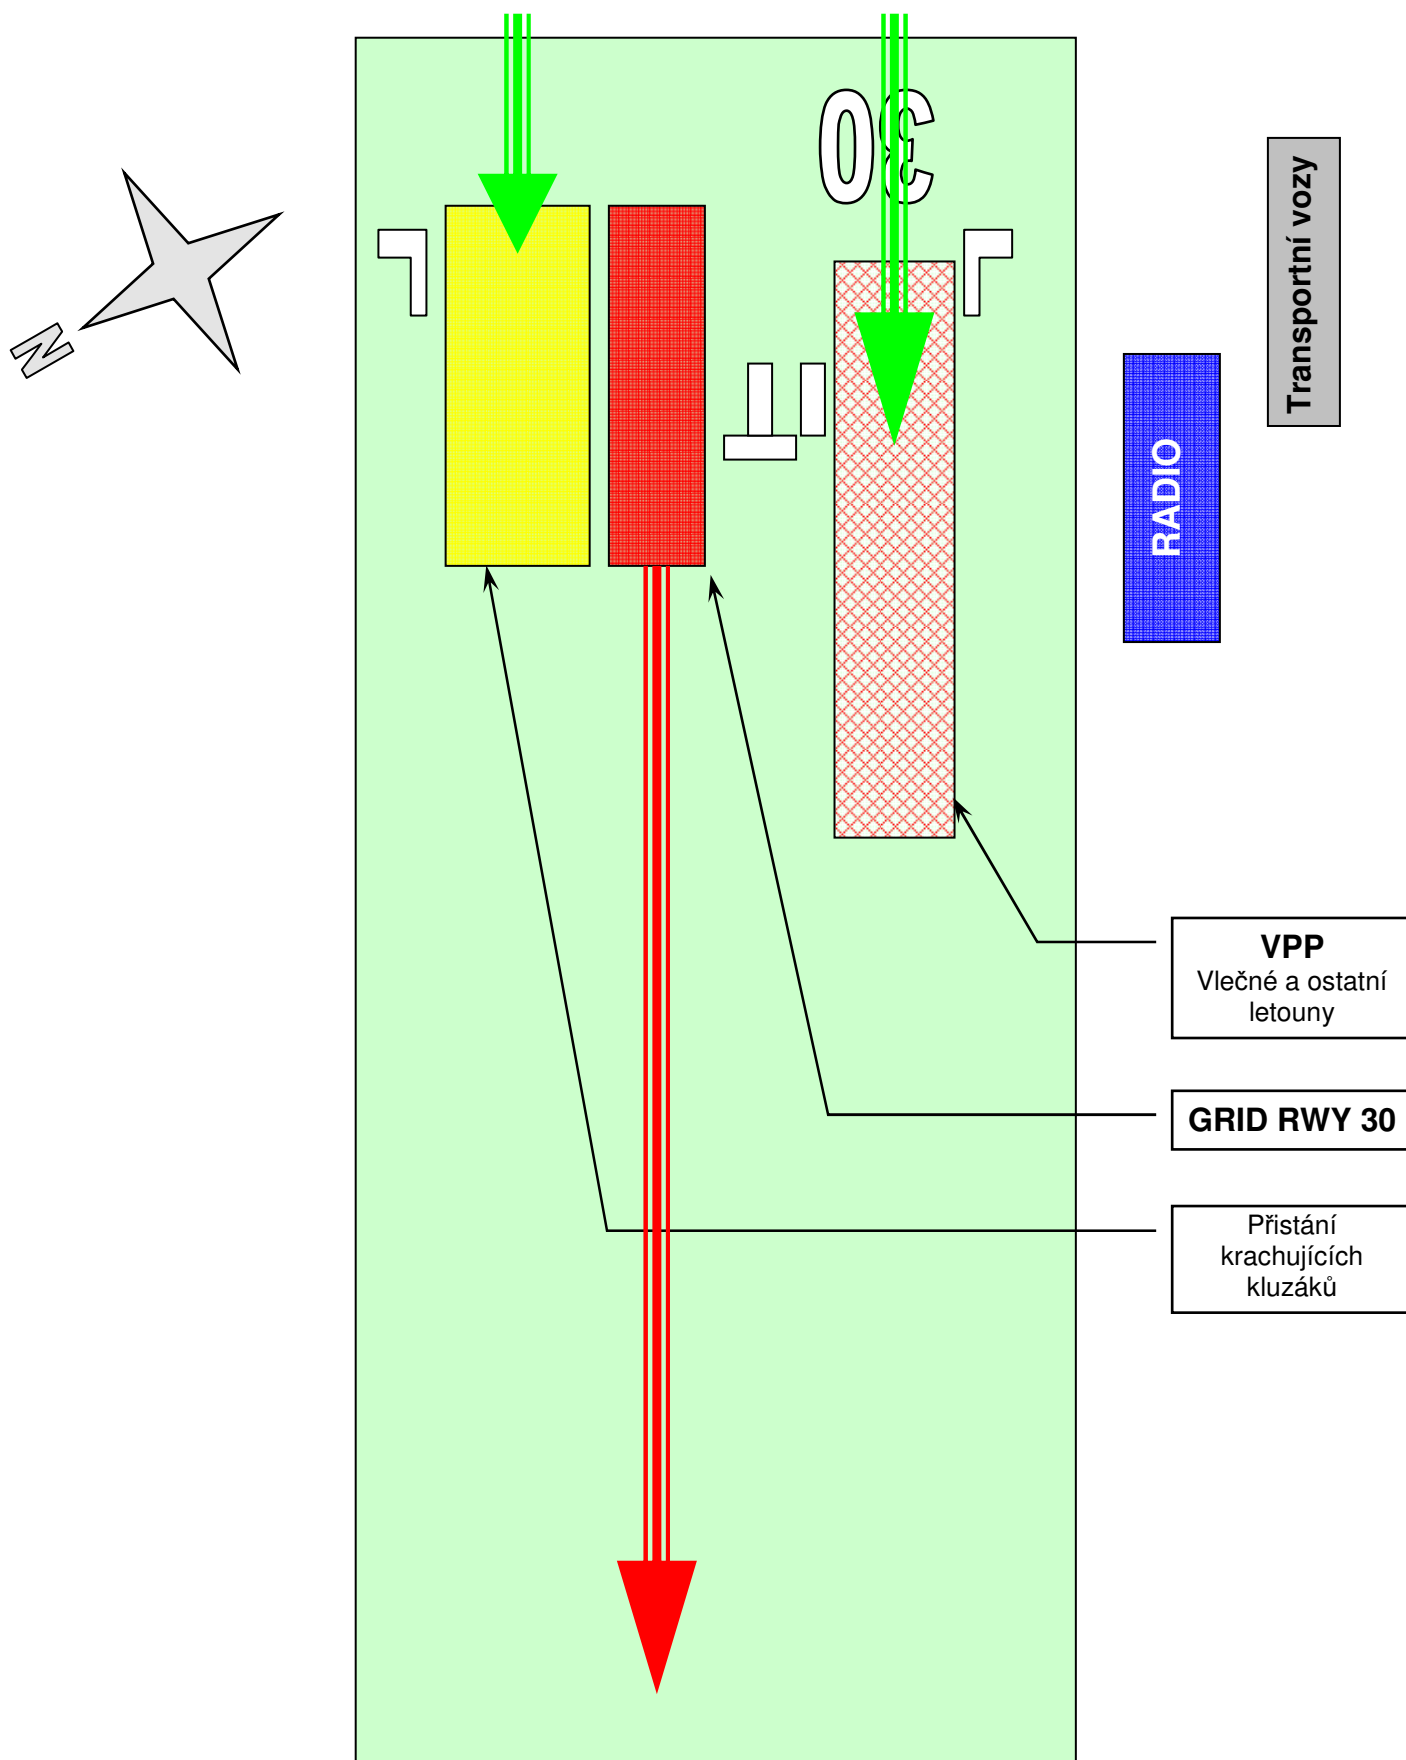 30
N
Transportní vozy
RADIO
VPP
Vlečné a ostatní
letouny
GRID RWY 30
Přistání
krachujících
kluzáků